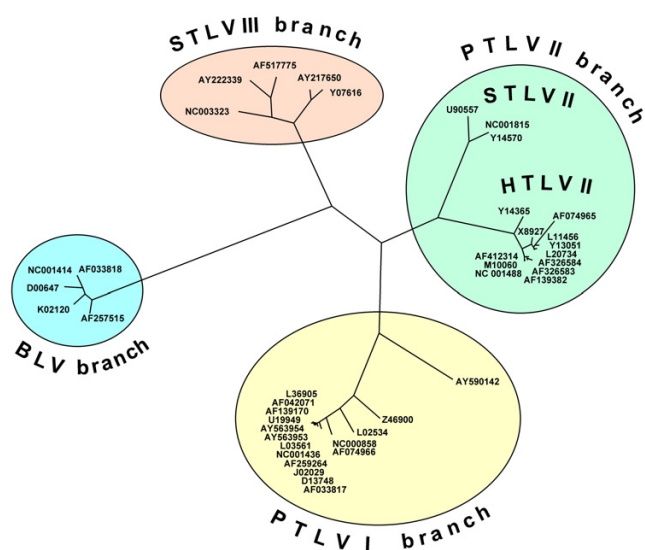 STLVIII branch
AF517775
AY222339
AY217650
Y07616
NC003323
PTLVII branch
STLVII
U90557
NC001815
Y14570
HTLVII
Y14365
AF074965
X8927
L11456
Y13051
L20734
AF412314
M10060
NC 001488
AF326584
AF326583
AF139382
NC001414
AF033818
D00647
K02120
AF257515
BLV branch
AY590142
L36905
AF042071
AF139170
U19949
AY563954
AY563953
L03561
NC001436
AF259264
J02029
D13748
AF033817
Z46900
L02534
NC000858
AF074966
PTLV I branch